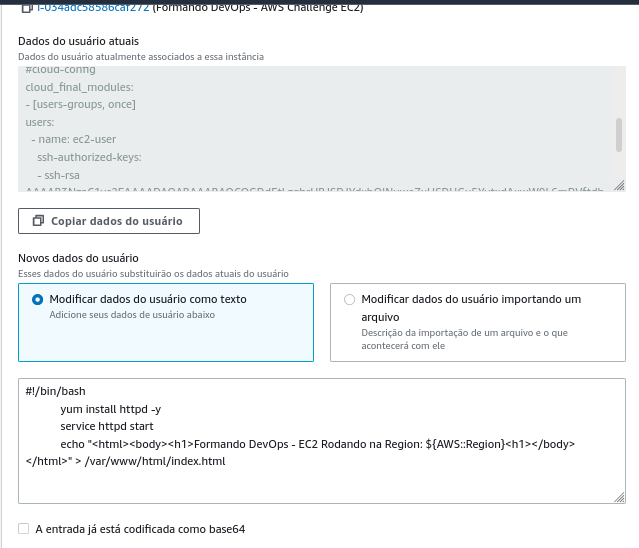 i-034adc58586caf272 (Formando DevOps - AWS Challenge EC2)
Dados do usuário atuais
Dados do usuário atualmente associados a essa instância
#cloud-config
cloud_final_modules:
- [users-groups, once]
users:
- name: ec2-user
ssh-authorized-keys:
- ssh-rsa
Copiar dados do usuário
Novos dados do usuário
Esses dados do usuário substituirão os dados atuais do usuário
Modificar dados do usuário como texto
Adicione seus dados de usuário abaixo
Modificar dados do usuário importando um
arquivo
Descrição da importação de um arquivo e o que
acontecerá com ele
#!/bin/bash
yum install httpd -y
service httpd start
echo "<html><body><h1>Formando DevOps - EC2 Rodando na Region: ${AWS::Region}<h1></body>
</html>" > /var/www/html/index.html
A entrada já está codificada como base64